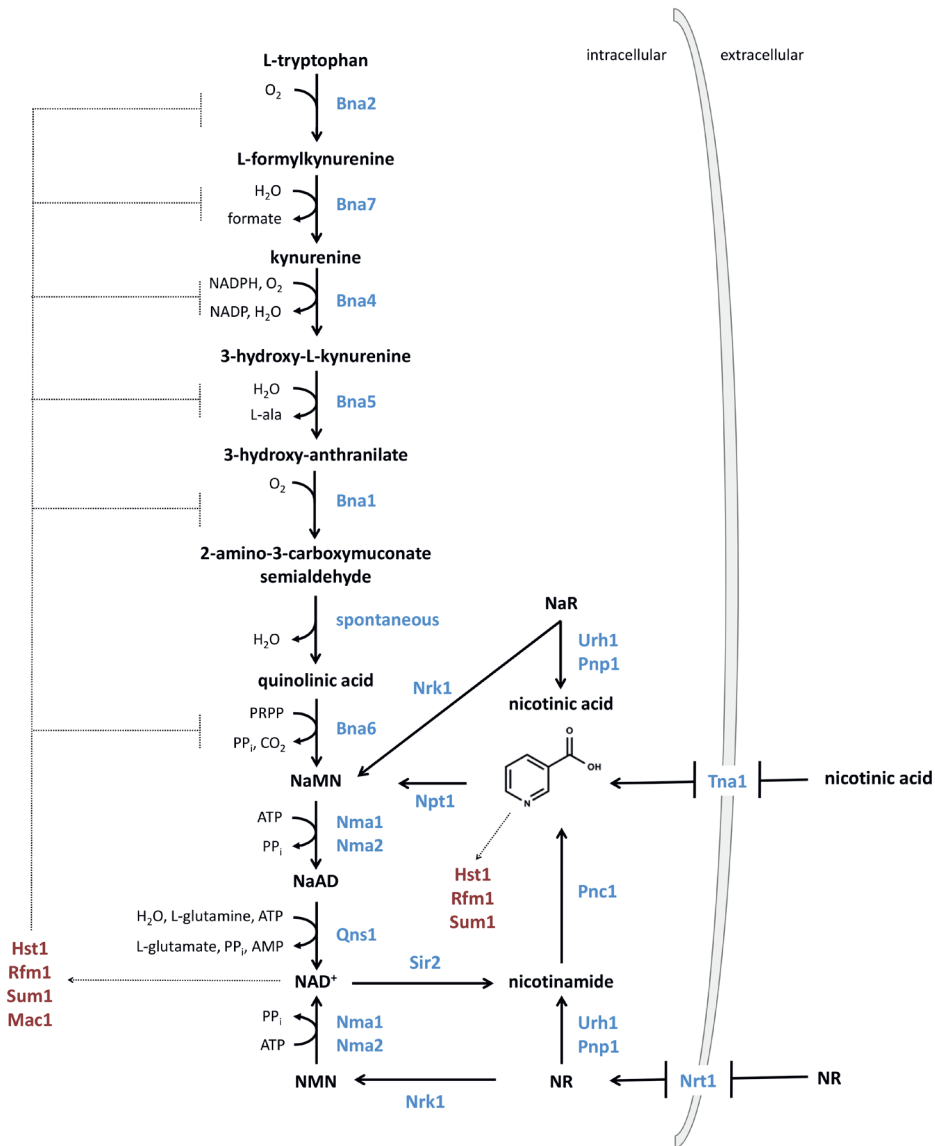 intracellular
extracellular
L-tryptophan
O₂
Bna2
L-formylkynurenine
H₂O
Bna7
formate
kynurenine
NADPH, O₂
Bna4
NADP, H₂O
3-hydroxy-L-kynurenine
H₂O
Bna5
L-ala
3-hydroxy-anthranilate
O₂
Bna1
2-amino-3-carboxymuconate
semialdehyde
spontaneous
H₂O
quinolinic acid
PRPP
Bna6
PPᵢ, CO₂
NaMN
NaR
Urh1
Pnp1
Nrk1
nicotinic acid
O
OH
N
Npt1
Tna1
nicotinic acid
ATP
Nma1
PPᵢ
Nma2
NaAD
Hst1
Rfm1
Sum1
Pnc1
H₂O, L-glutamine, ATP
Qns1
L-glutamate, PPᵢ, AMP
Hst1
Rfm1
Sum1
Mac1
NAD⁺
Sir2
nicotinamide
PPᵢ
Nma1
ATP
Nma2
Urh1
Pnp1
NMN
Nrk1
NR
Nrt1
NR